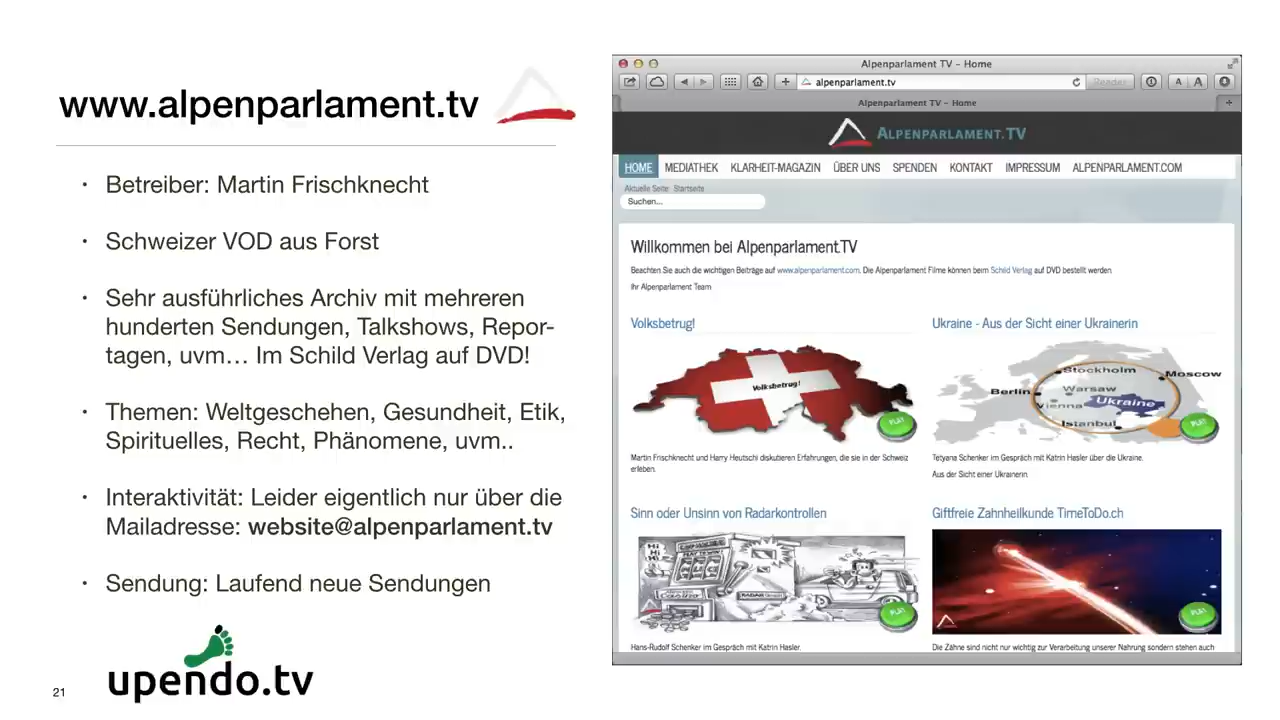 www.alpenparlament.tv
• Betreiber: Martin Frischknecht
• Schweizer VOD aus Forst
• Sehr ausführliches Archiv mit mehreren
hunderten Sendungen, Talkshows, Repor-
tagen, uvm… Im Schild Verlag auf DVD!
• Themen: Weltgeschehen, Gesundheit, Etik,
Spirituelles, Recht, Phänomene, uvm..
• Interaktivität: Leider eigentlich nur über die
Mailadresse: website@alpenparlament.tv
• Sendung: Laufend neue Sendungen
upendo.tv
21
Alpenparlament TV – Home
alpenparlament.tv
Reader
A A
Alpenparlament TV – Home
ALPENPARLAMENT.TV
HOME MEDIATHEK KLARHEIT-MAGAZIN ÜBER UNS SPENDEN KONTAKT IMPRESSUM ALPENPARLAMENT.COM
Aktuelle Seite: Startseite
Suchen...
Willkommen bei Alpenparlament.TV
Beachten Sie auch die wichtigen Beiträge auf www.alpenparlament.com. Die Alpenparlament Filme können beim Schild Verlag auf DVD bestellt werden
Ihr Alpenparlament Team
Volksbetrug!
Volksbetrug!
PLAY
Martin Frischknecht und Harry Heutschi diskutieren Erfahrungen, die sie in der Schweiz
erleben.
Ukraine - Aus der Sicht einer Ukrainerin
Stockholm
Moscow
Berlin
Warsaw
Vienna
Ukraine
Istanbul
PLAY
Tetyana Schenker im Gespräch mit Katrin Hasler über die Ukraine.
Aus der Sicht einer Ukrainerin.
Sinn oder Unsinn von Radarkontrollen
HI
HI
HI
Casino
RADAR
PLAY
Hans-Rudolf Schenker im Gespräch mit Katrin Hasler.
Giftfreie Zahnheilkunde TimeToDo.ch
PLAY
Die Zähne sind nicht nur wichtig zur Verarbeitung unserer Nahrung sondern stehen auch